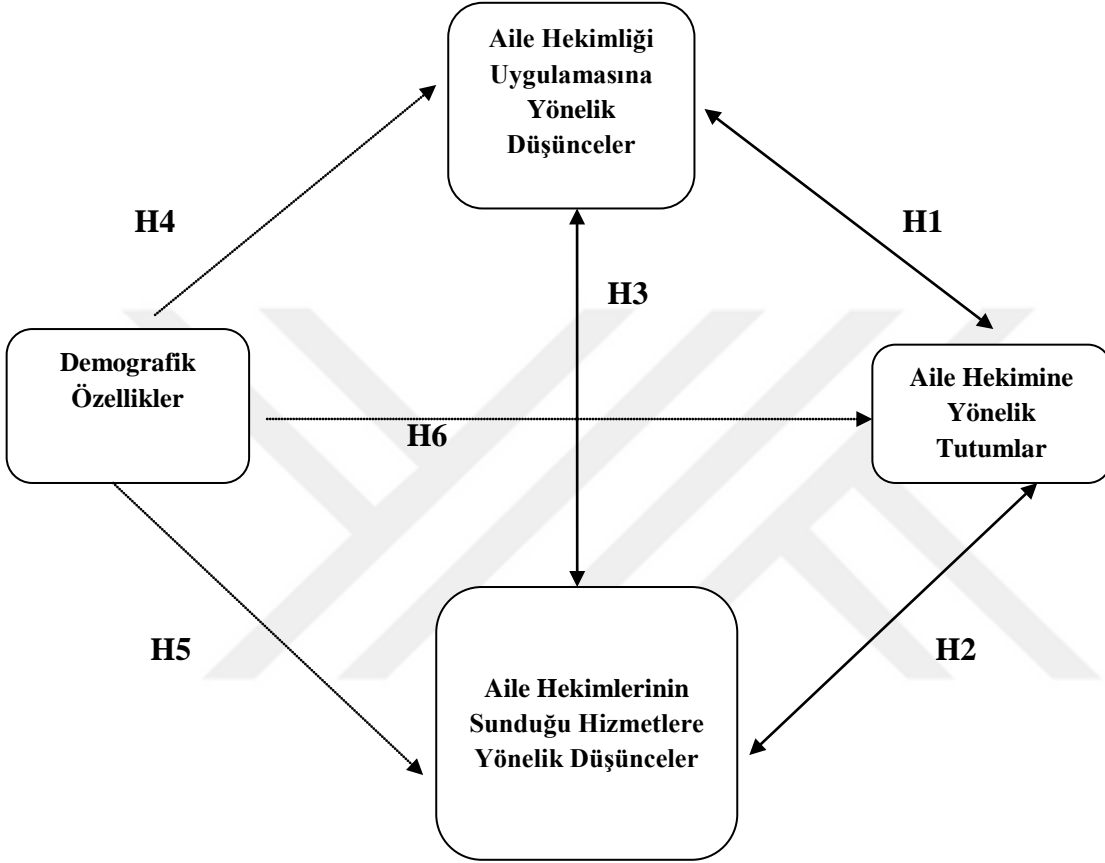 Aile Hekimliği
Uygulamasına
Yönelik
Düşünceler
H4
H1
H3
Demografik
Özellikler
Aile Hekimine
Yönelik
Tutumlar
H6
H5
H2
Aile Hekimlerinin
Sunduğu Hizmetlere
Yönelik Düşünceler